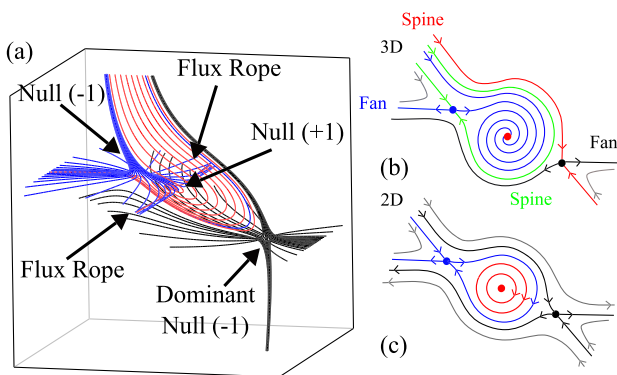 (a)
Flux Rope
Null (-1)
Null (+1)
Flux Rope
Dominant
Null (-1)
Spine
3D
Fan
Fan
(b)
Spine
2D
(c)